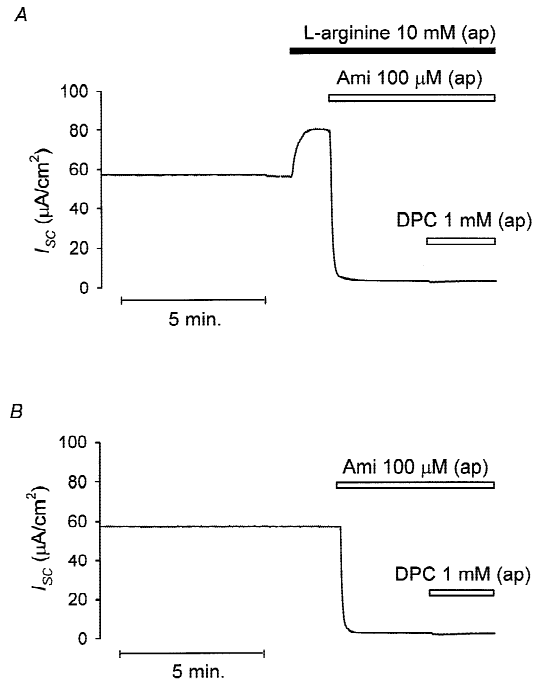 A
L-arginine 10 mM (ap)
Ami 100 μM (ap)
100
80
60
40
20
0
I_SC (μA/cm²)
DPC 1 mM (ap)
5 min.
B
100
80
60
40
20
0
I_SC (μA/cm²)
Ami 100 μM (ap)
DPC 1 mM (ap)
5 min.